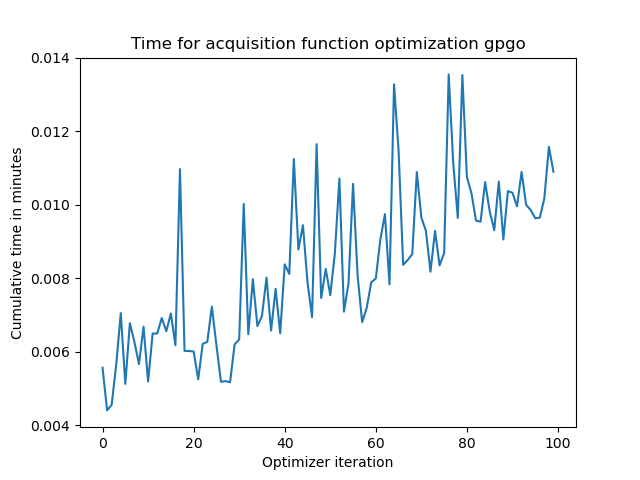 Time for acquisition function optimization gpgo
0.014
0.012
0.010
0.008
0.006
0.004
Cumulative time in minutes
0 20 40 60 80 100
Optimizer iteration